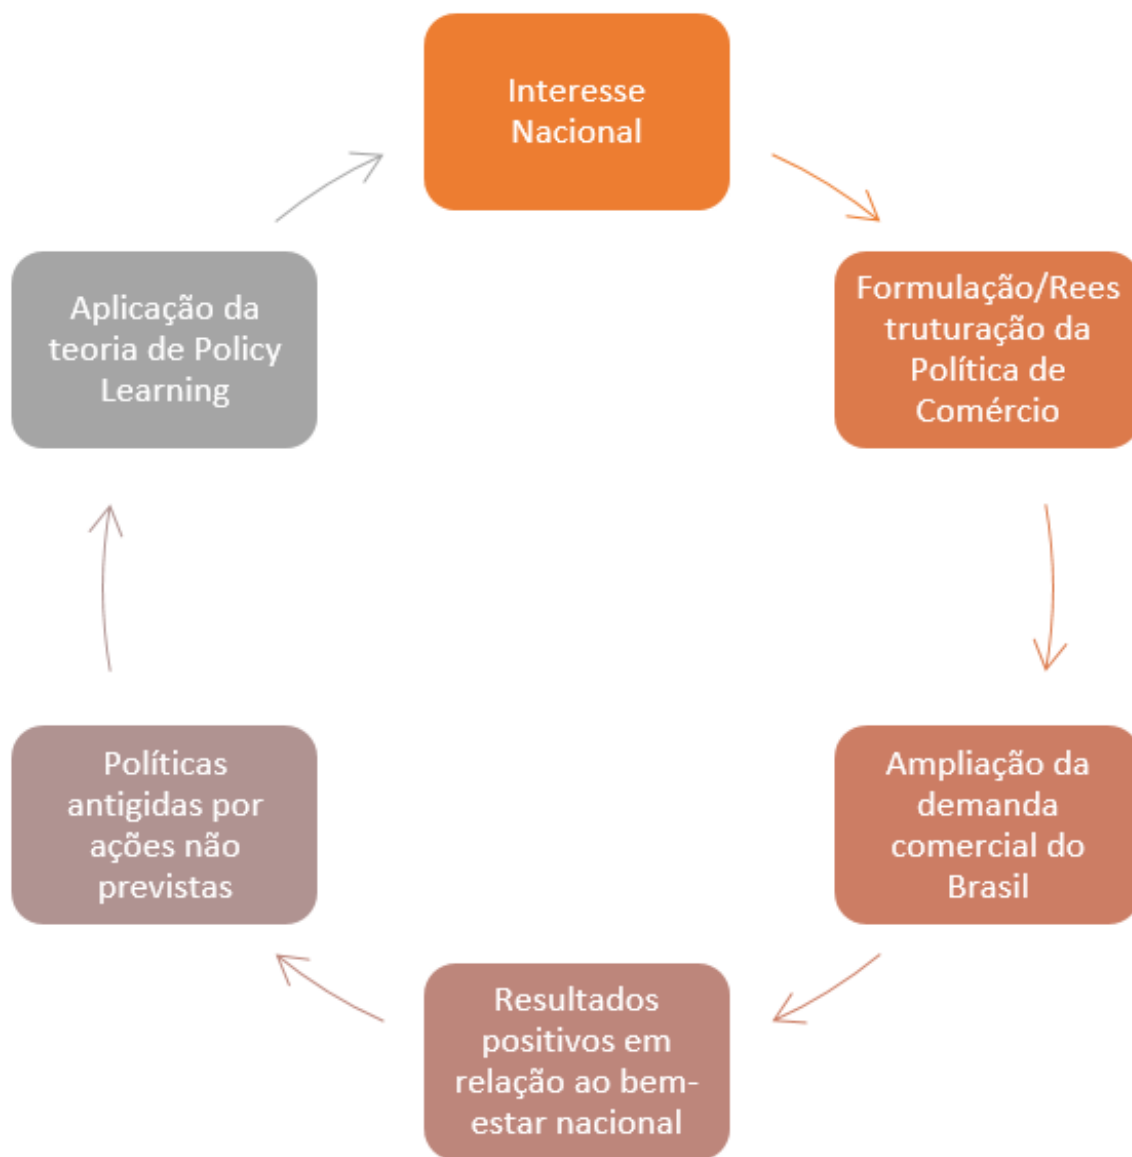 Interesse
Nacional
Formulação/Rees
truturação da
Política de
Comércio
Ampliação da
demanda
comercial do
Brasil
Resultados
positivos em
relação ao bem-
estar nacional
Políticas
antigidas por
ações não
previstas
Aplicação da
teoria de Policy
Learning